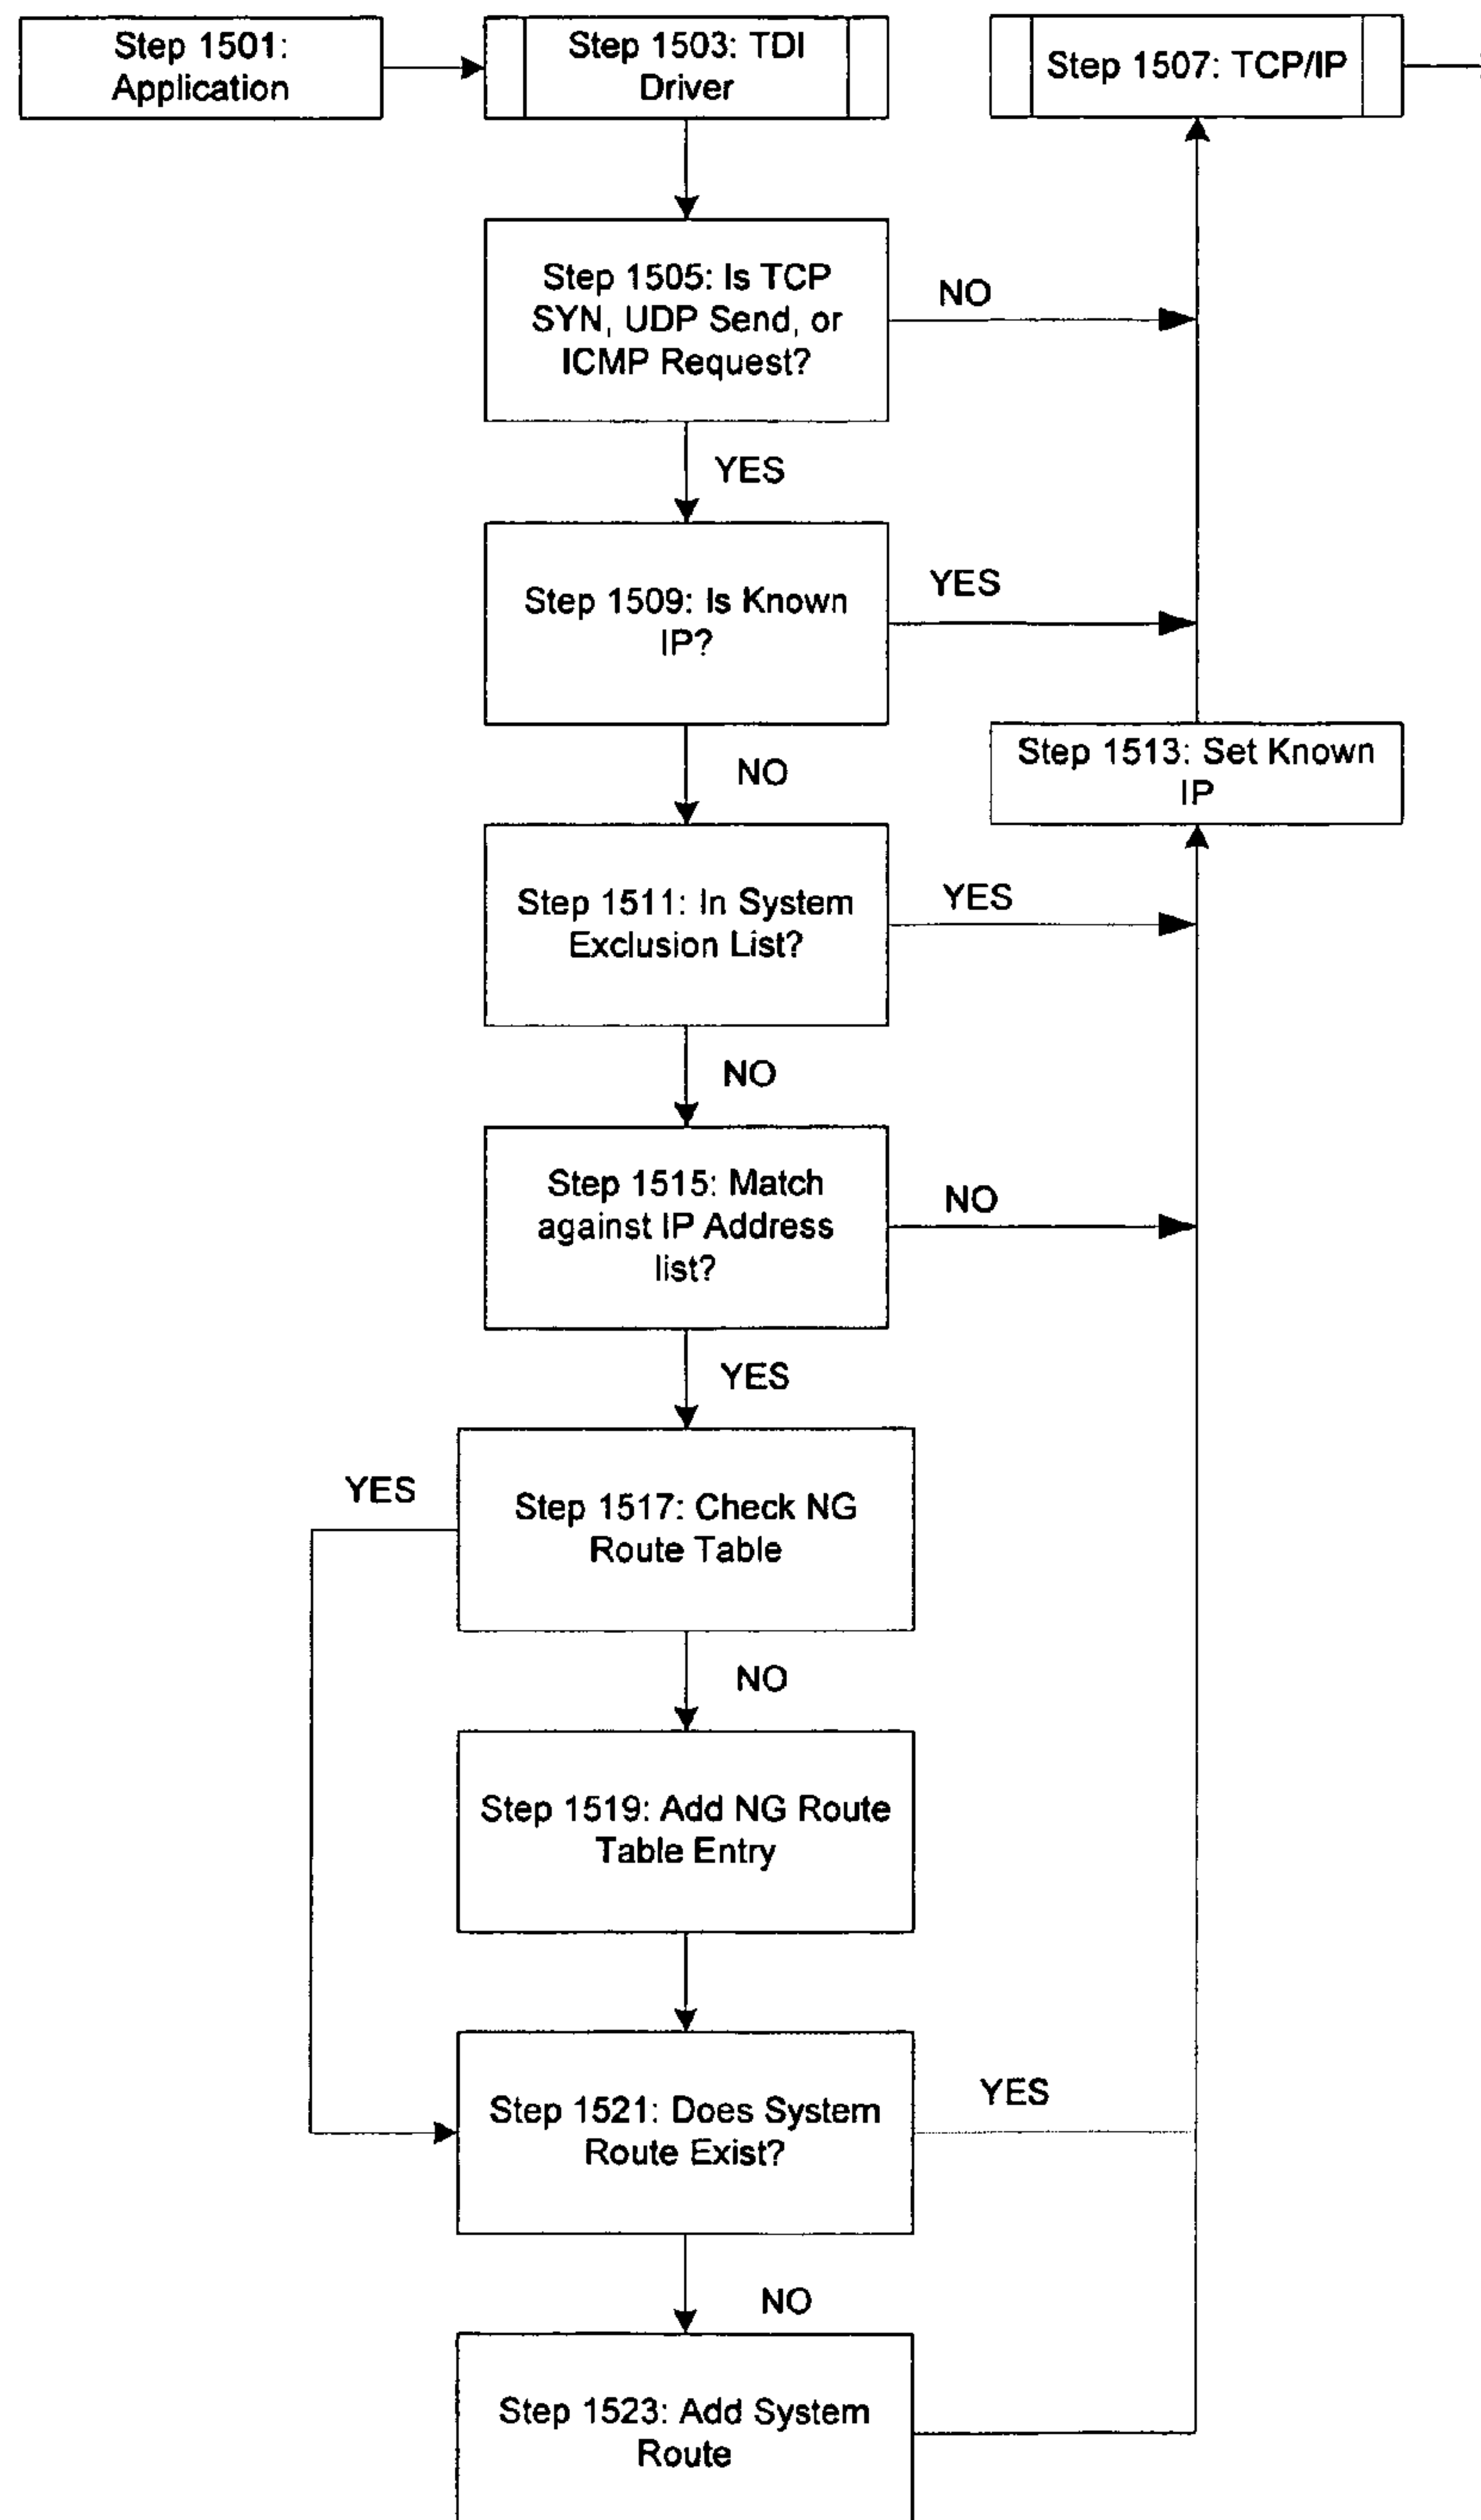 Step 1501:
Application
Step 1503: TDI
Driver
Step 1507: TCP/IP
Step 1505: Is TCP
SYN, UDP Send, or
ICMP Request?
NO
YES
Step 1509: Is Known
IP?
YES
NO
Step 1513: Set Known
IP
Step 1511: In System
Exclusion List?
YES
NO
Step 1515: Match
against IP Address
list?
NO
YES
YES
Step 1517: Check NG
Route Table
NO
Step 1519: Add NG Route
Table Entry
Step 1521: Does System
Route Exist?
YES
NO
Step 1523: Add System
Route